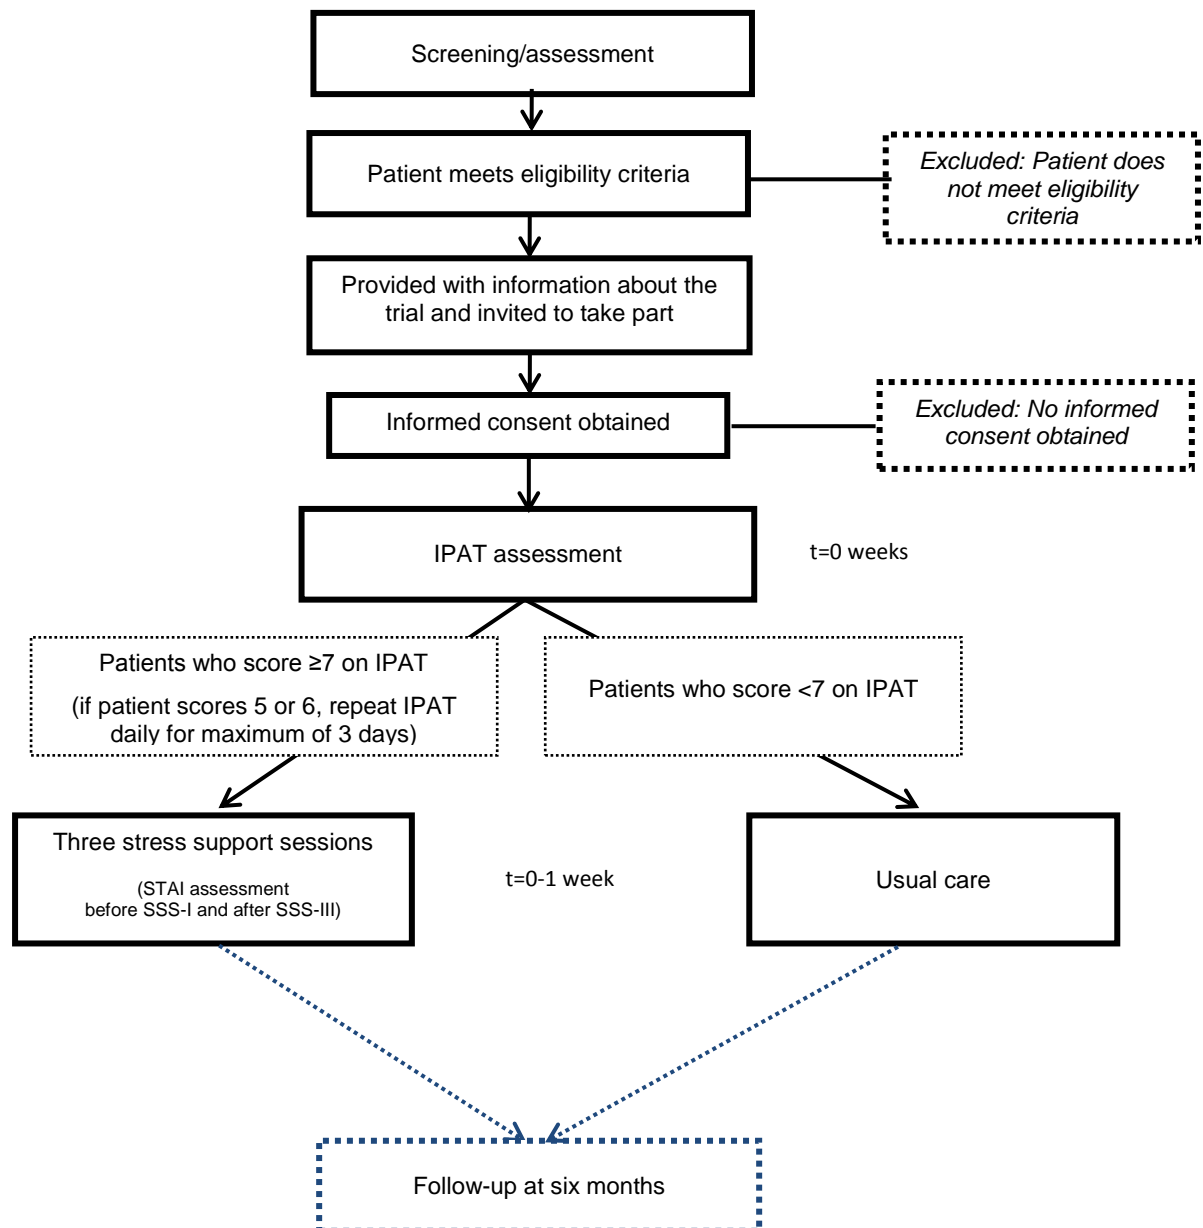 Screening/assessment
Patient meets eligibility criteria
Excluded: Patient does
not meet eligibility
criteria
Provided with information about the
trial and invited to take part
Informed consent obtained
Excluded: No informed
consent obtained
IPAT assessment
t=0 weeks
Patients who score ≥7 on IPAT
(if patient scores 5 or 6, repeat IPAT
daily for maximum of 3 days)
Patients who score <7 on IPAT
Three stress support sessions
(STAI assessment
before SSS-I and after SSS-III)
t=0-1 week
Usual care
Follow-up at six months